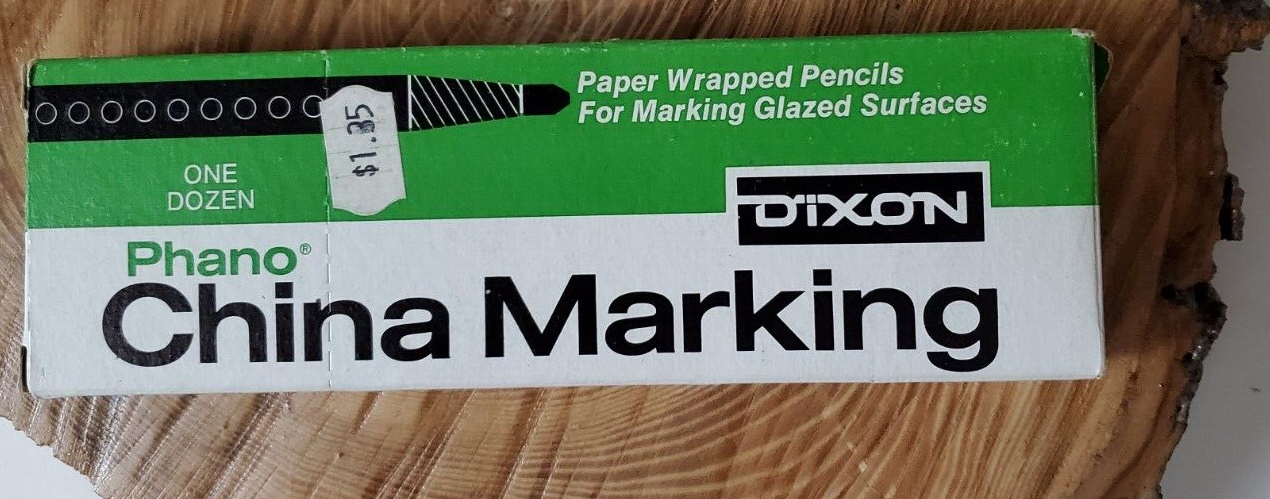 Paper Wrapped Pencils
For Marking Glazed Surfaces
$1.35
ONE
DOZEN
DIXON
Phano®
China Marking